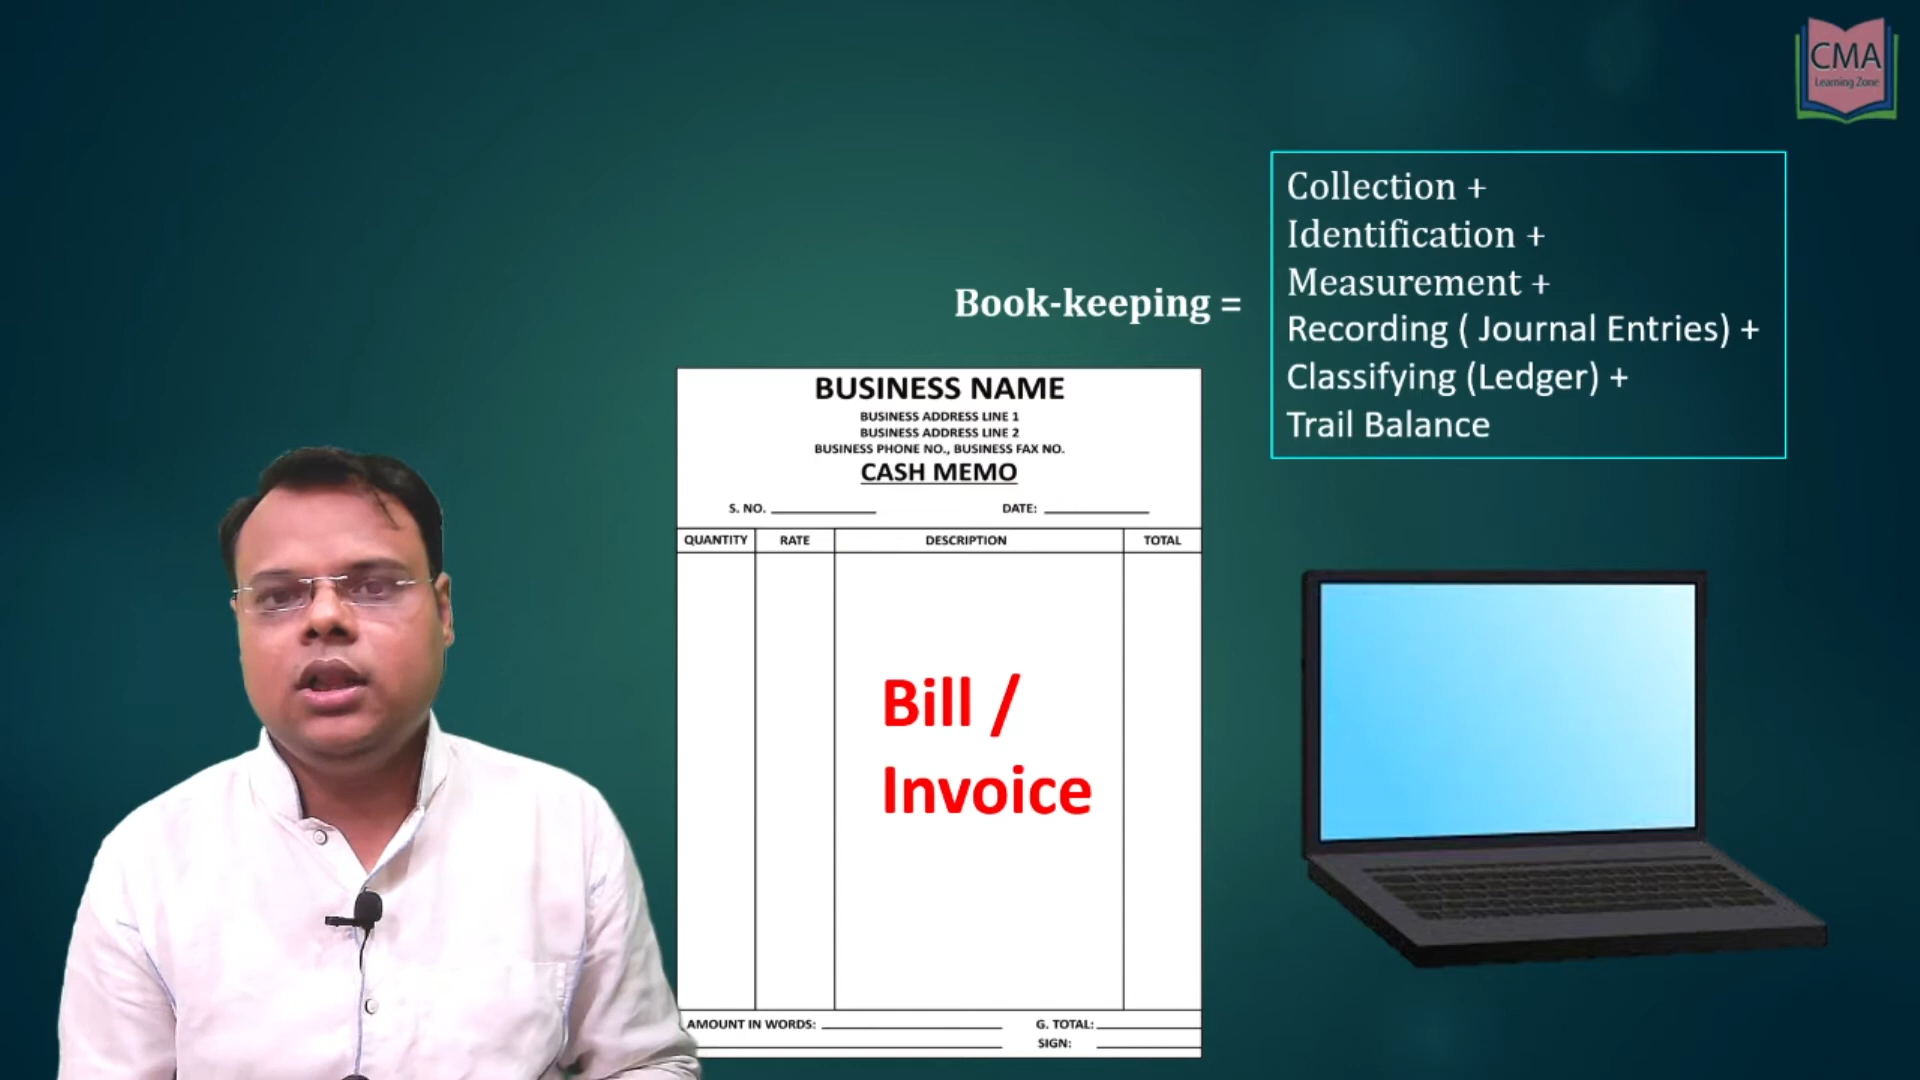 CMA
Learning Zone
Collection +
Identification +
Measurement +
Book-keeping =
Recording ( Journal Entries) +
Classifying (Ledger) +
Trail Balance
BUSINESS NAME
BUSINESS ADDRESS LINE 1
BUSINESS ADDRESS LINE 2
BUSINESS PHONE NO., BUSINESS FAX NO.
CASH MEMO
S. NO. DATE:
QUANTITY RATE DESCRIPTION TOTAL
Bill /
Invoice
AMOUNT IN WORDS: G. TOTAL:
SIGN: